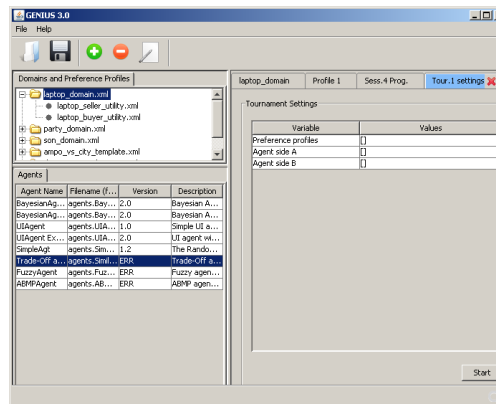 GENIUS 3.0
File Help
Domains and Preference Profiles
laptop_domain.xml
laptop_seller_utility.xml
laptop_buyer_utility.xml
party_domain.xml
son_domain.xml
ampo_vs_city_template.xml
Agents
Agent Name Filename (f... Version Description
BayesianAg... agents.Bay... 2.0 Bayesian A...
BayesianAg... agents.Bay... 2.0 Bayesian A...
UIAgent agents.UIA... 1.0 Simple UI a...
UIAgent Ex... agents.UIA... 2.0 UI agent wi...
SimpleAgt agents.Sim... 1.2 The Rando...
Trade-Off a... agents.Simil... ERR Trade-Off a...
FuzzyAgent agents.Fuz... ERR Fuzzy agen...
ABMPAgent agents.AB... ERR ABMP agen...
laptop_domain Profile 1 Sess.4 Prog. Tour.1 settings
Tournament Settings
Variable Values
Preference profiles []
Agent side A []
Agent side B []
Start